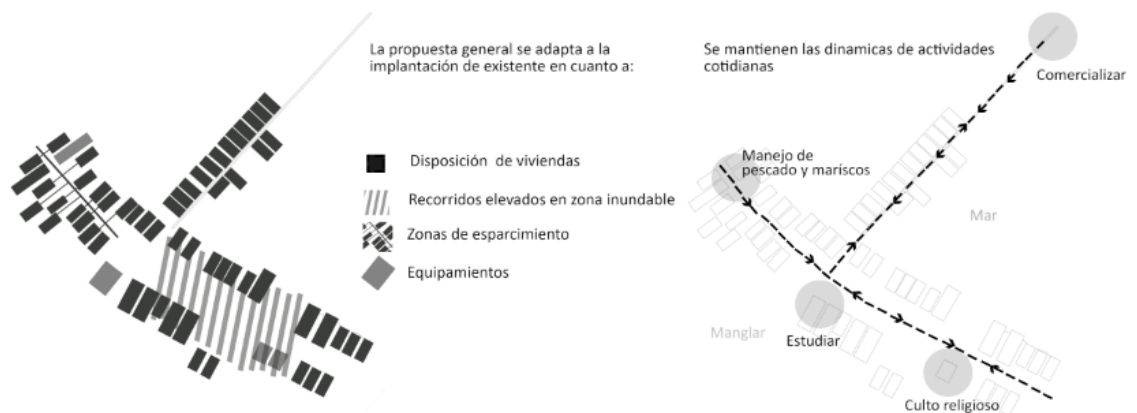 La propuesta general se adapta a la
implantación de existente en cuanto a:
Disposición de viviendas
Recorridos elevados en zona inundable
Zonas de esparcimiento
Equipamientos
Se mantienen las dinamicas de actividades
cotidianas
Comercializar
Manejo de
pescado y maríscos
Mar
Manglar
Estudiar
Culto religioso